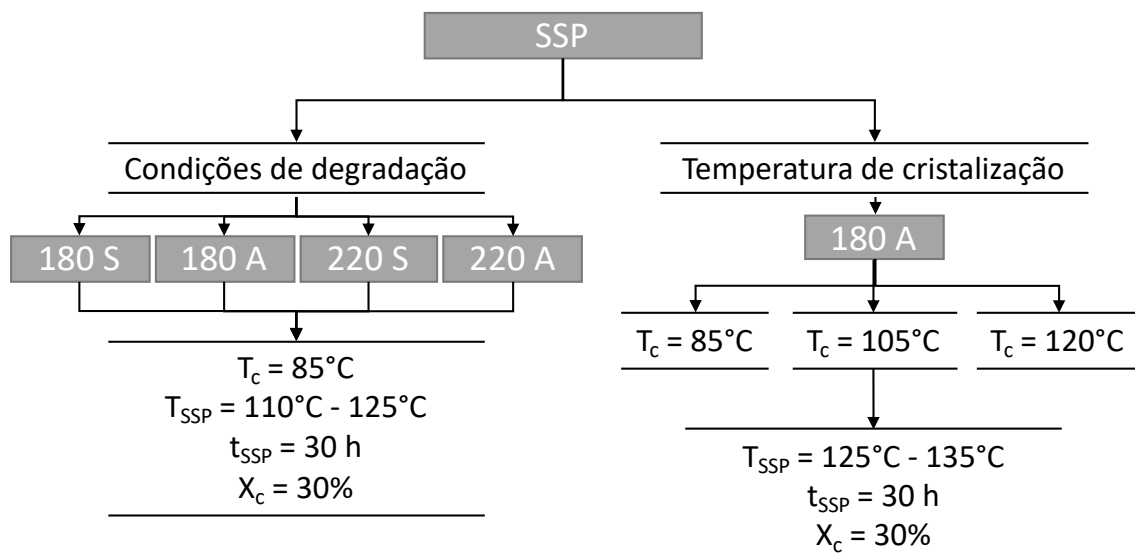 SSP
Condições de degradação
180 S
180 A
220 S
220 A
T_c = 85°C
T_SSP = 110°C - 125°C
t_SSP = 30 h
X_c = 30%
Temperatura de cristalização
180 A
T_c = 85°C
T_c = 105°C
T_c = 120°C
T_SSP = 125°C - 135°C
t_SSP = 30 h
X_c = 30%